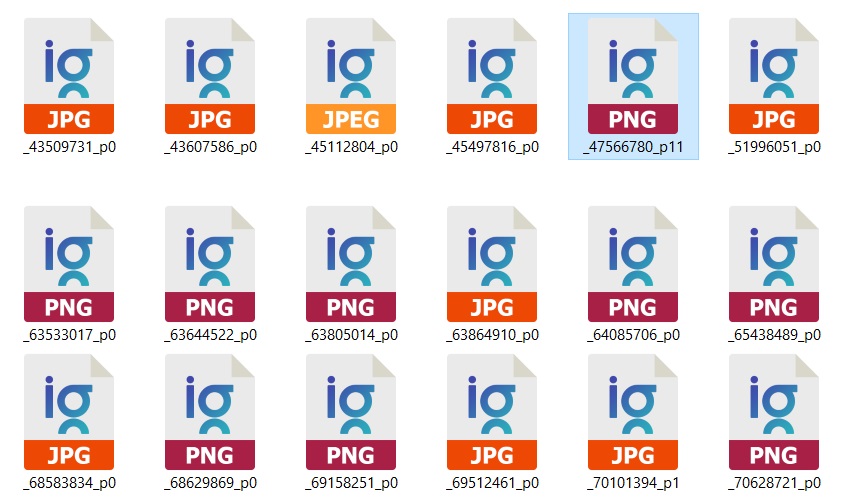 ig ig ig ig ig ig
JPG JPG JPEG JPG PNG JPG
_43509731_p0 _43607586_p0 _45112804_p0 _45497816_p0 _47566780_p11 _51996051_p0
ig ig ig ig ig ig
PNG PNG PNG JPG PNG PNG
_63533017_p0 _63644522_p0 _63805014_p0 _63864910_p0 _64085706_p0 _65438489_p0
ig ig ig ig ig ig
JPG PNG PNG JPG JPG PNG
_68583834_p0 _68629869_p0 _69158251_p0 _69512461_p0 _70101394_p1 _70628721_p0